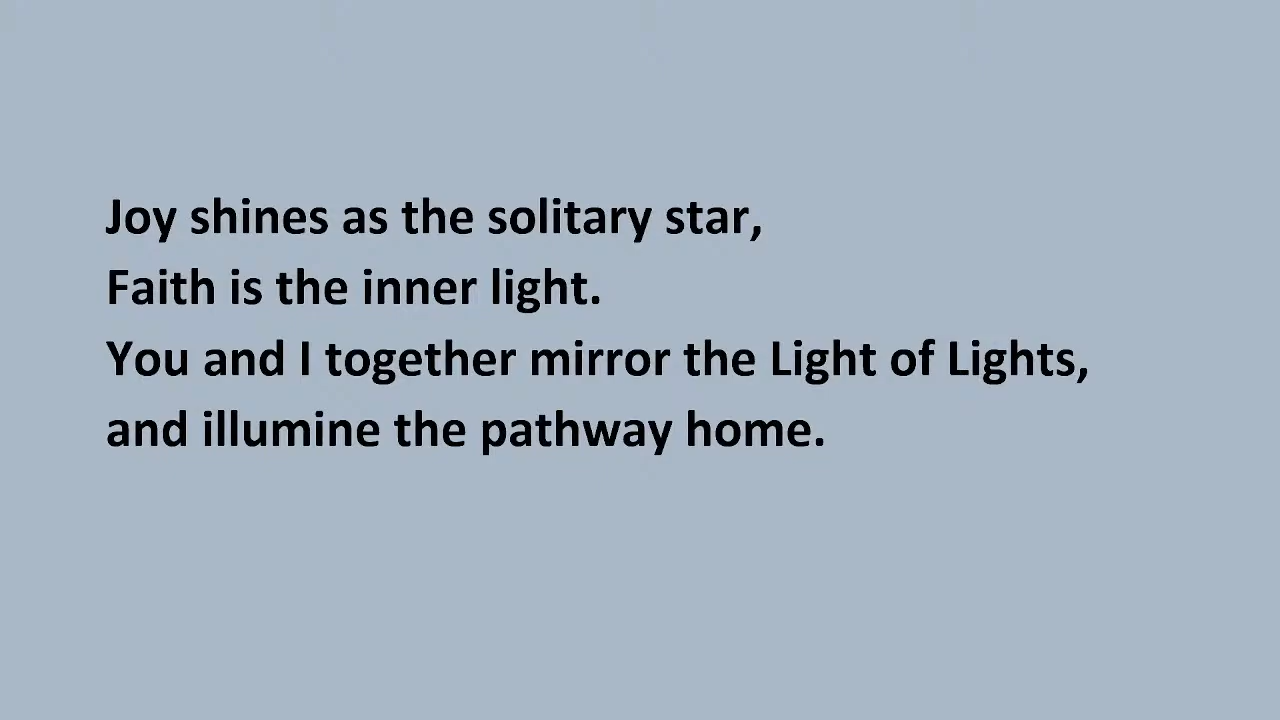 Joy shines as the solitary star,
Faith is the inner light.
You and I together mirror the Light of Lights,
and illumine the pathway home.